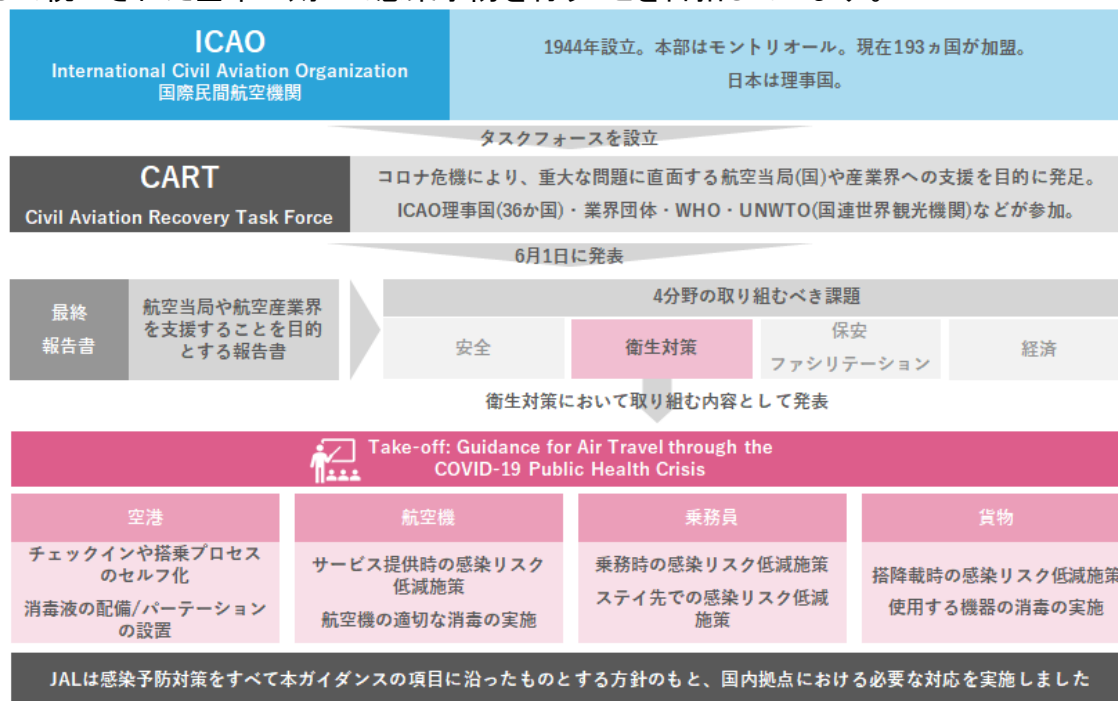 ICAO
International Civil Aviation Organization
国際民間航空機関
1944年設立。本部はモントリオール。現在193ヵ国が加盟。
日本は理事国。
タスクフォースを設立
CART
Civil Aviation Recovery Task Force
コロナ危機により、重大な問題に直面する航空当局(国)や産業界への支援を目的に発足。
ICAO理事国(36か国)・業界団体・WHO・UNWTO(国連世界観光機関)などが参加。
6月1日に発表
最終
報告書
航空当局や航空産業界
を支援することを目的
とする報告書
4分野の取り組むべき課題
安全
衛生対策
保安
ファシリテーション
経済
衛生対策において取り組む内容として発表
Take-off: Guidance for Air Travel through the
COVID-19 Public Health Crisis
空港
チェックインや搭乗プロセス
のセルフ化
消毒液の配備/パーテーション
の設置
航空機
サービス提供時の感染リスク
低減施策
航空機の適切な消毒の実施
乗務員
乗務時の感染リスク低減施策
ステイ先での感染リスク低減
施策
貨物
搭降載時の感染リスク低減施策
使用する機器の消毒の実施
JALは感染予防対策をすべて本ガイダンスの項目に沿ったものとする方針のもと、国内拠点における必要な対応を実施しました